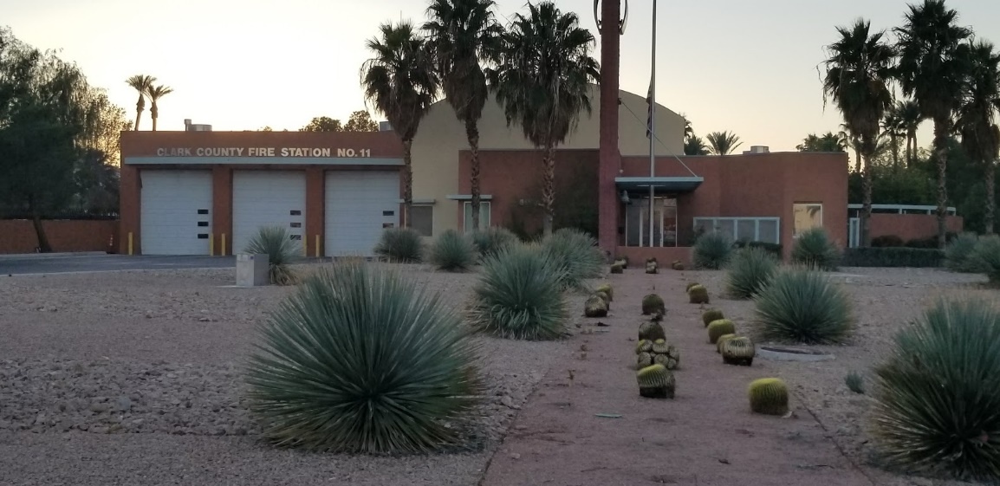 CLARK COUNTY FIRE STATION NO. 11